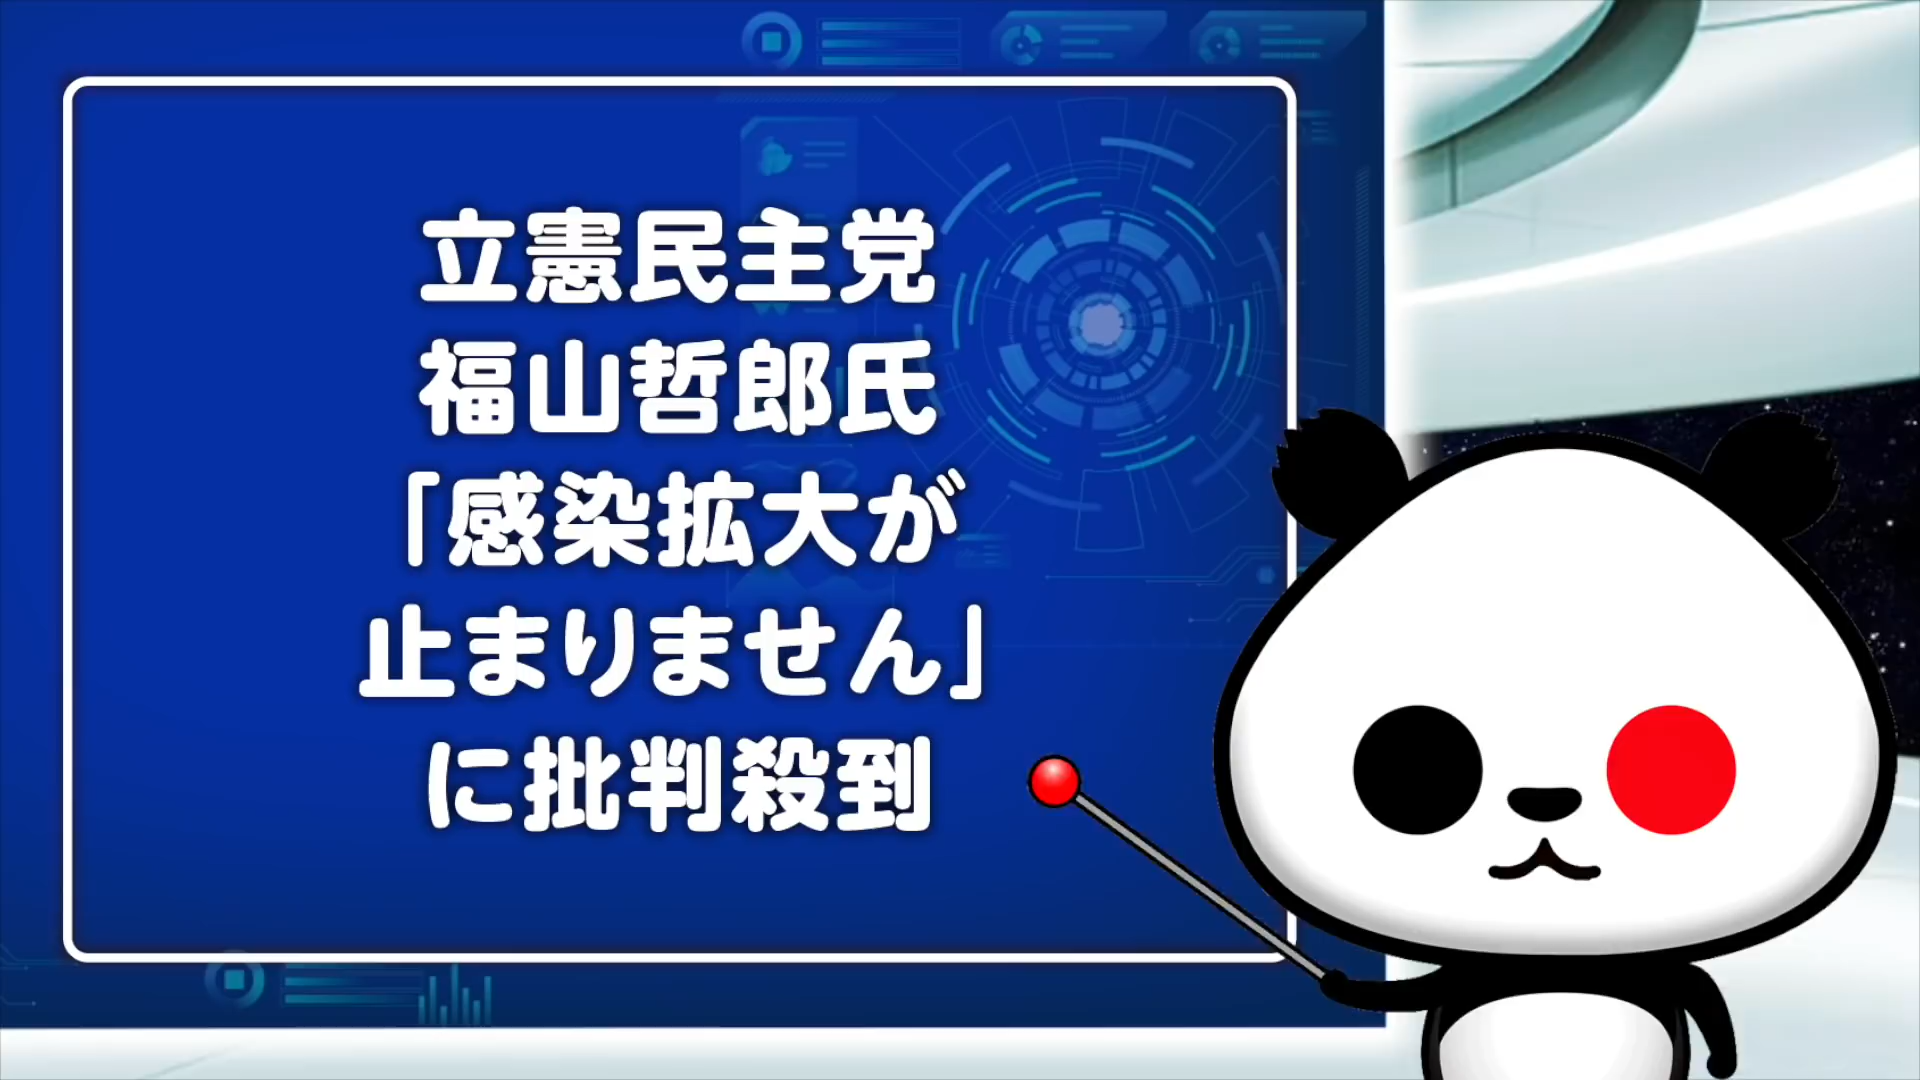 立憲民主党
福山哲郎氏
「感染拡大が
止まりません」
に批判殺到